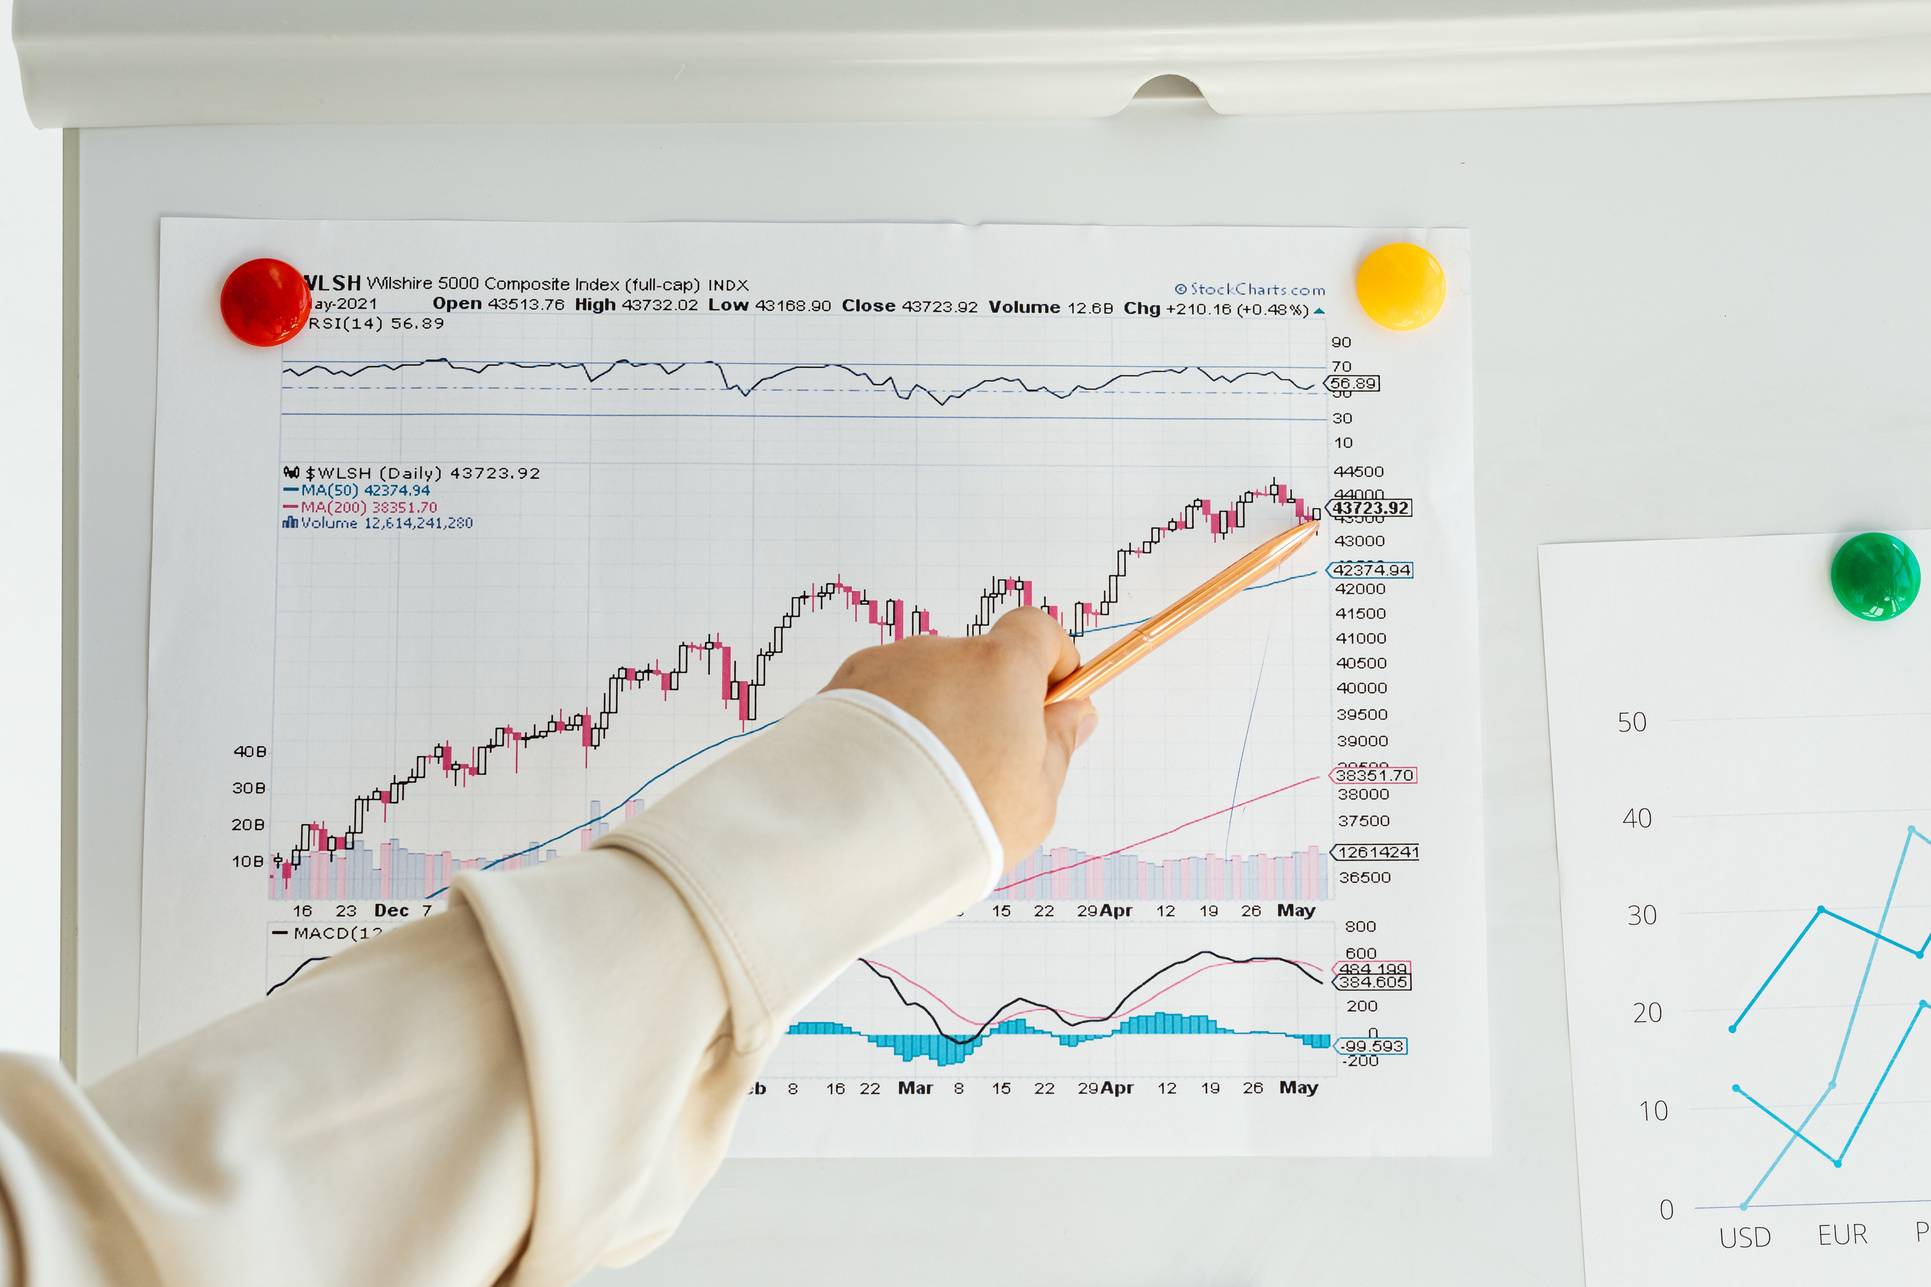 WLSH Wilshire 5000 Composite Index (full-cap) INDX
© StockCharts.com
ay-2021 Open 43513.76 High 43732.02 Low 43168.90 Close 43723.92 Volume 12.6B Chg +210.16 (+0.48%)
RSI(14) 56.89
90
70
56.89
50
30
10
$WLSH (Daily) 43723.92
MA(50) 42374.94
MA(200) 38351.70
Volume 12,614,241,280
44500
44000
43723.92
43500
43000
42374.94
42000
41500
41000
40500
40000
39500
39000
38500
38351.70
38000
37500
12614241
36500
40B
30B
20B
10B
16 23 Dec 7 15 22 29 Apr 12 19 26 May
MACD(12
800
600
484.199
384.605
200
0
-99.593
-200
eb 8 16 22 Mar 8 15 22 29 Apr 12 19 26 May
50
40
30
20
10
0
USD EUR P